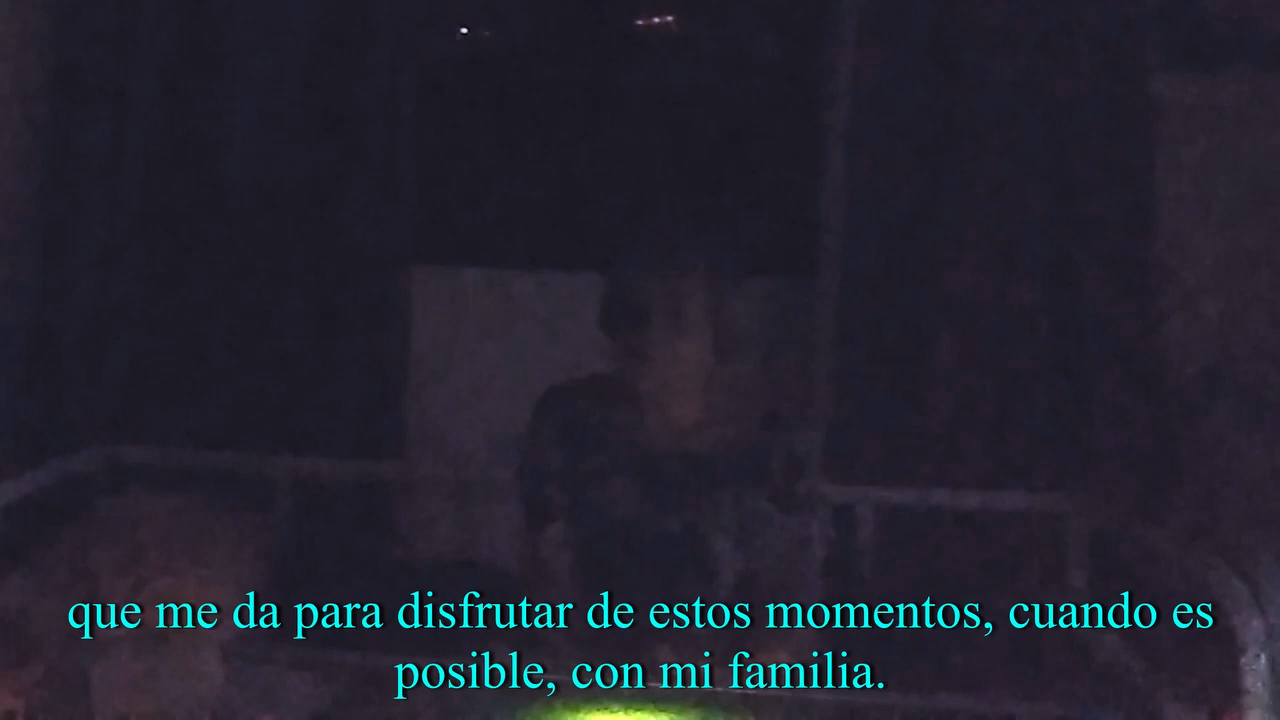 que me da para disfrutar de estos momentos, cuando es
posible, con mi familia.